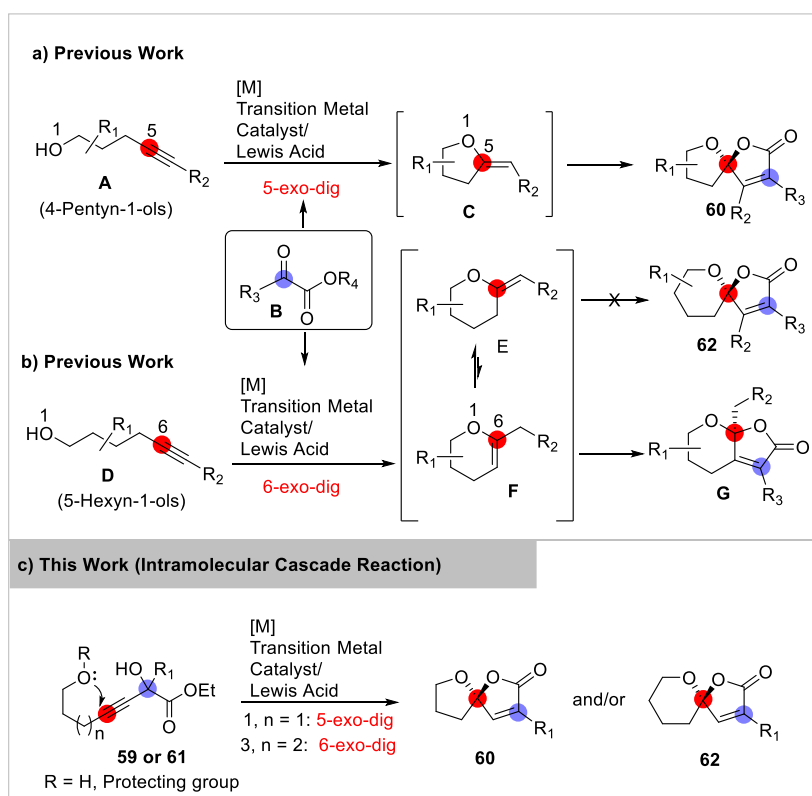 a) Previous Work
[M]
Transition Metal
Catalyst/
Lewis Acid
5-exo-dig
1
HO
R1
5
R2
A
(4-Pentyn-1-ols)
1
O
5
R1
R2
C
O
O
O
R1
R3
R2
60
O
R3
OR4
O
B
O
R1
R2
E
R1
O
O
O
R3
R2
62
b) Previous Work
[M]
Transition Metal
Catalyst/
Lewis Acid
6-exo-dig
1
HO
R1
6
R2
D
(5-Hexyn-1-ols)
1
O
6
R1
R2
F
R2
O
O
O
R1
R3
G
c) This Work (Intramolecular Cascade Reaction)
[M]
Transition Metal
Catalyst/
Lewis Acid
1, n = 1: 5-exo-dig
3, n = 2: 6-exo-dig
R
O:
HO
R1
OEt
O
n
59 or 61
R = H, Protecting group
O
O
O
R1
60
and/or
O
O
O
R1
62